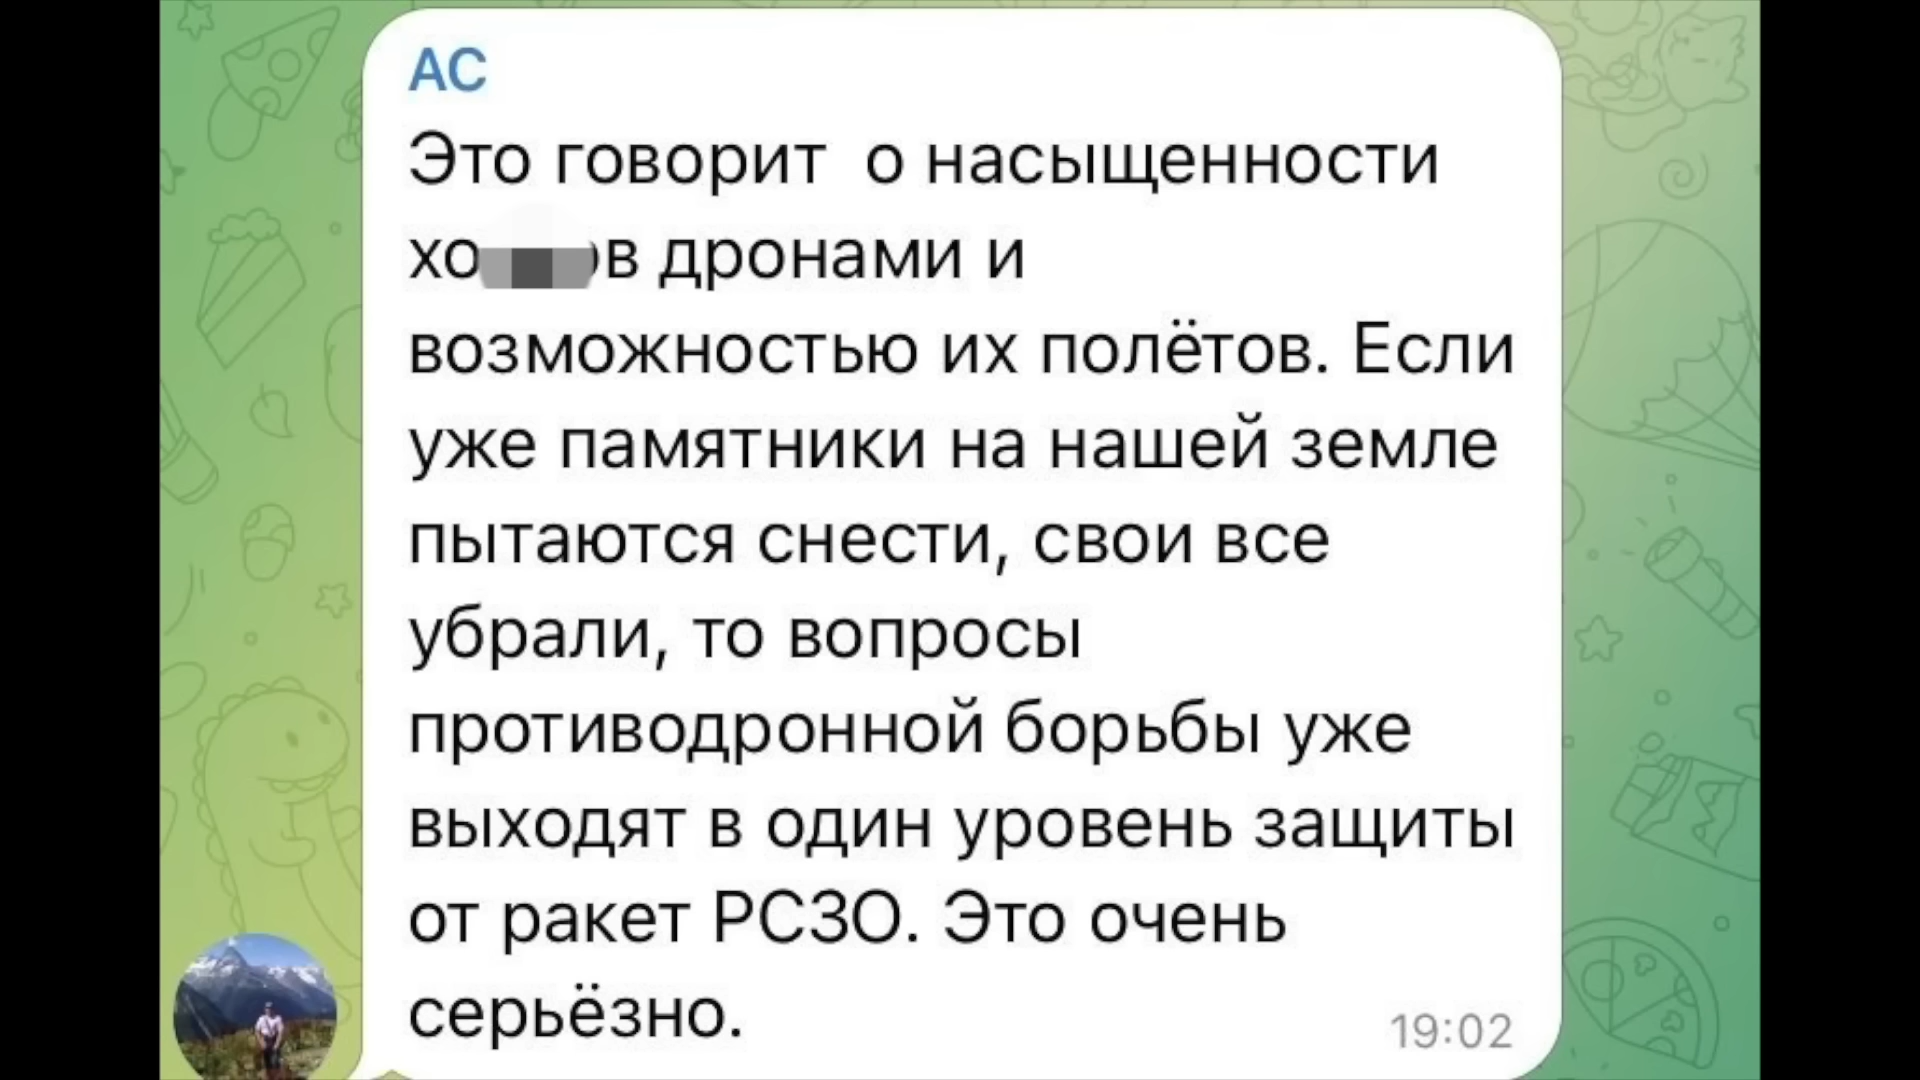 АС
Это говорит о насыщенности
дронами и
возможностью их полётов. Если
уже памятники на нашей земле
пытаются снести, свои все
убрали, то вопросы
противодронной борьбы уже
выходят в один уровень защиты
от ракет РСЗО. Это очень
серьёзно.
19:02